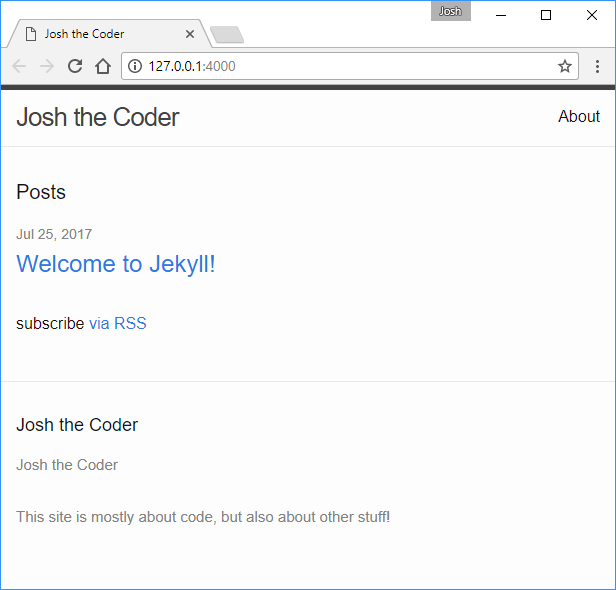 Josh
Josh the Coder
127.0.0.1:4000
Josh the Coder
About
Posts
Jul 25, 2017
Welcome to Jekyll!
subscribe via RSS
Josh the Coder
Josh the Coder
This site is mostly about code, but also about other stuff!